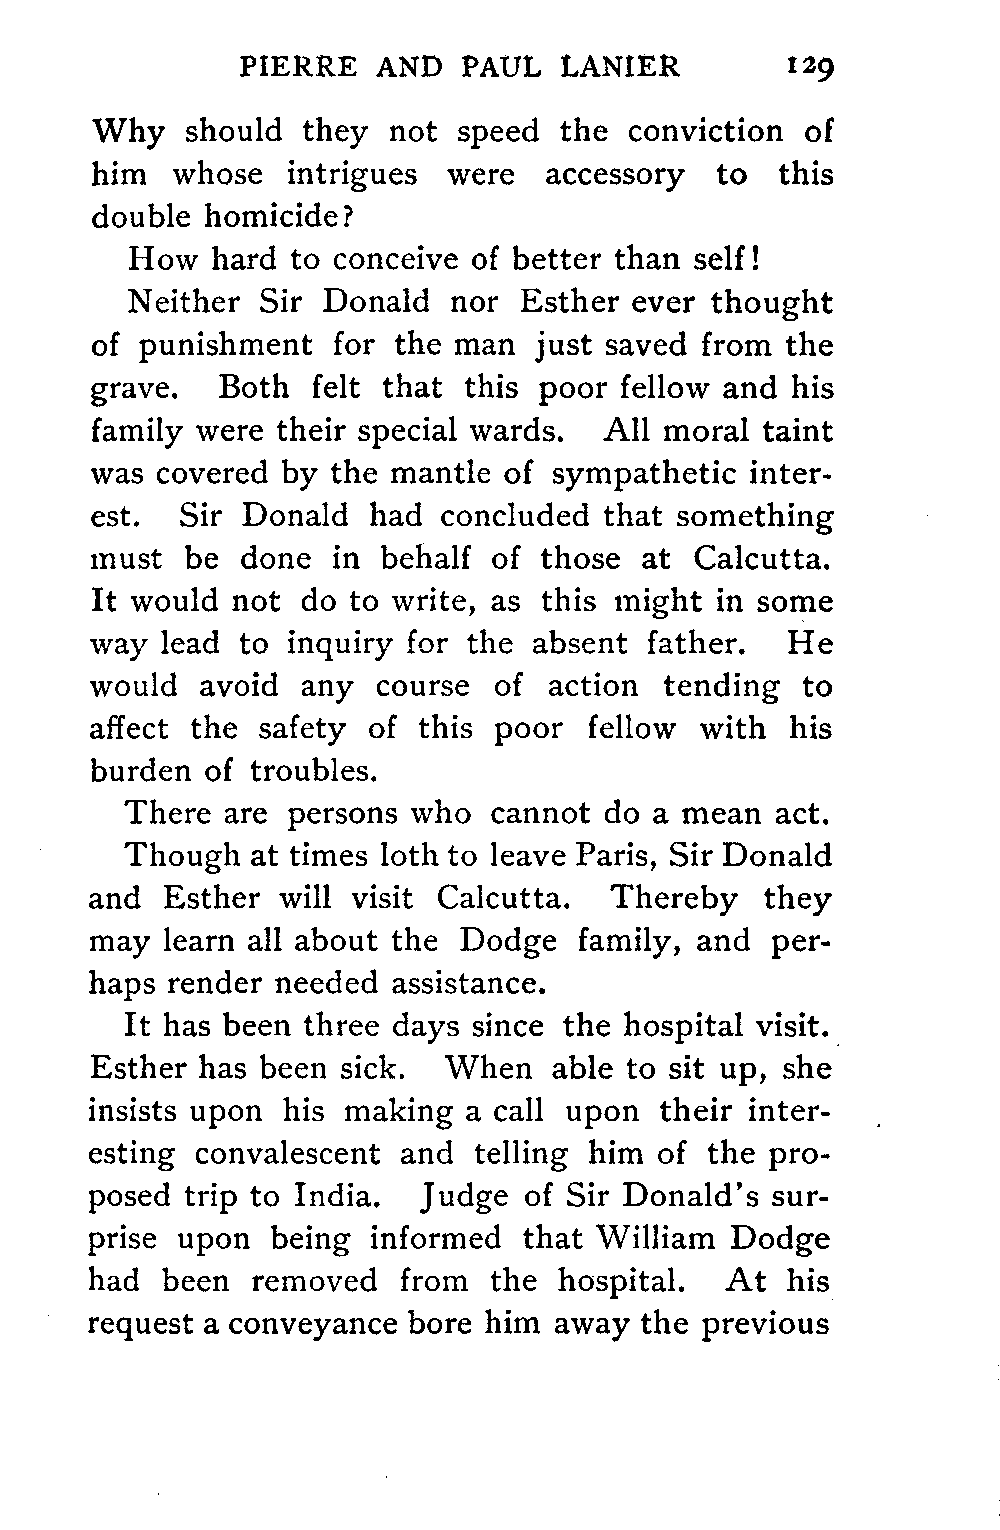 PIERRE AND PAUL LANIER 129
Why should they not speed the conviction of
him whose intrigues were accessory to this
double homicide?
How hard to conceive of better than self!
Neither Sir Donald nor Esther ever thought
of punishment for the man just saved from the
grave. Both felt that this poor fellow and his
family were their special wards. All moral taint
was covered by the mantle of sympathetic inter-
est. Sir Donald had concluded that something
must be done in behalf of those at Calcutta.
It would not do to write, as this might in some
way lead to inquiry for the absent father. He
would avoid any course of action tending to
affect the safety of this poor fellow with his
burden of troubles.
There are persons who cannot do a mean act.
Though at times loth to leave Paris, Sir Donald
and Esther will visit Calcutta. Thereby they
may learn all about the Dodge family, and per-
haps render needed assistance.
It has been three days since the hospital visit.
Esther has been sick. When able to sit up, she
insists upon his making a call upon their inter-
esting convalescent and telling him of the pro-
posed trip to India. Judge of Sir Donald's sur-
prise upon being informed that William Dodge
had been removed from the hospital. At his
request a conveyance bore him away the previous